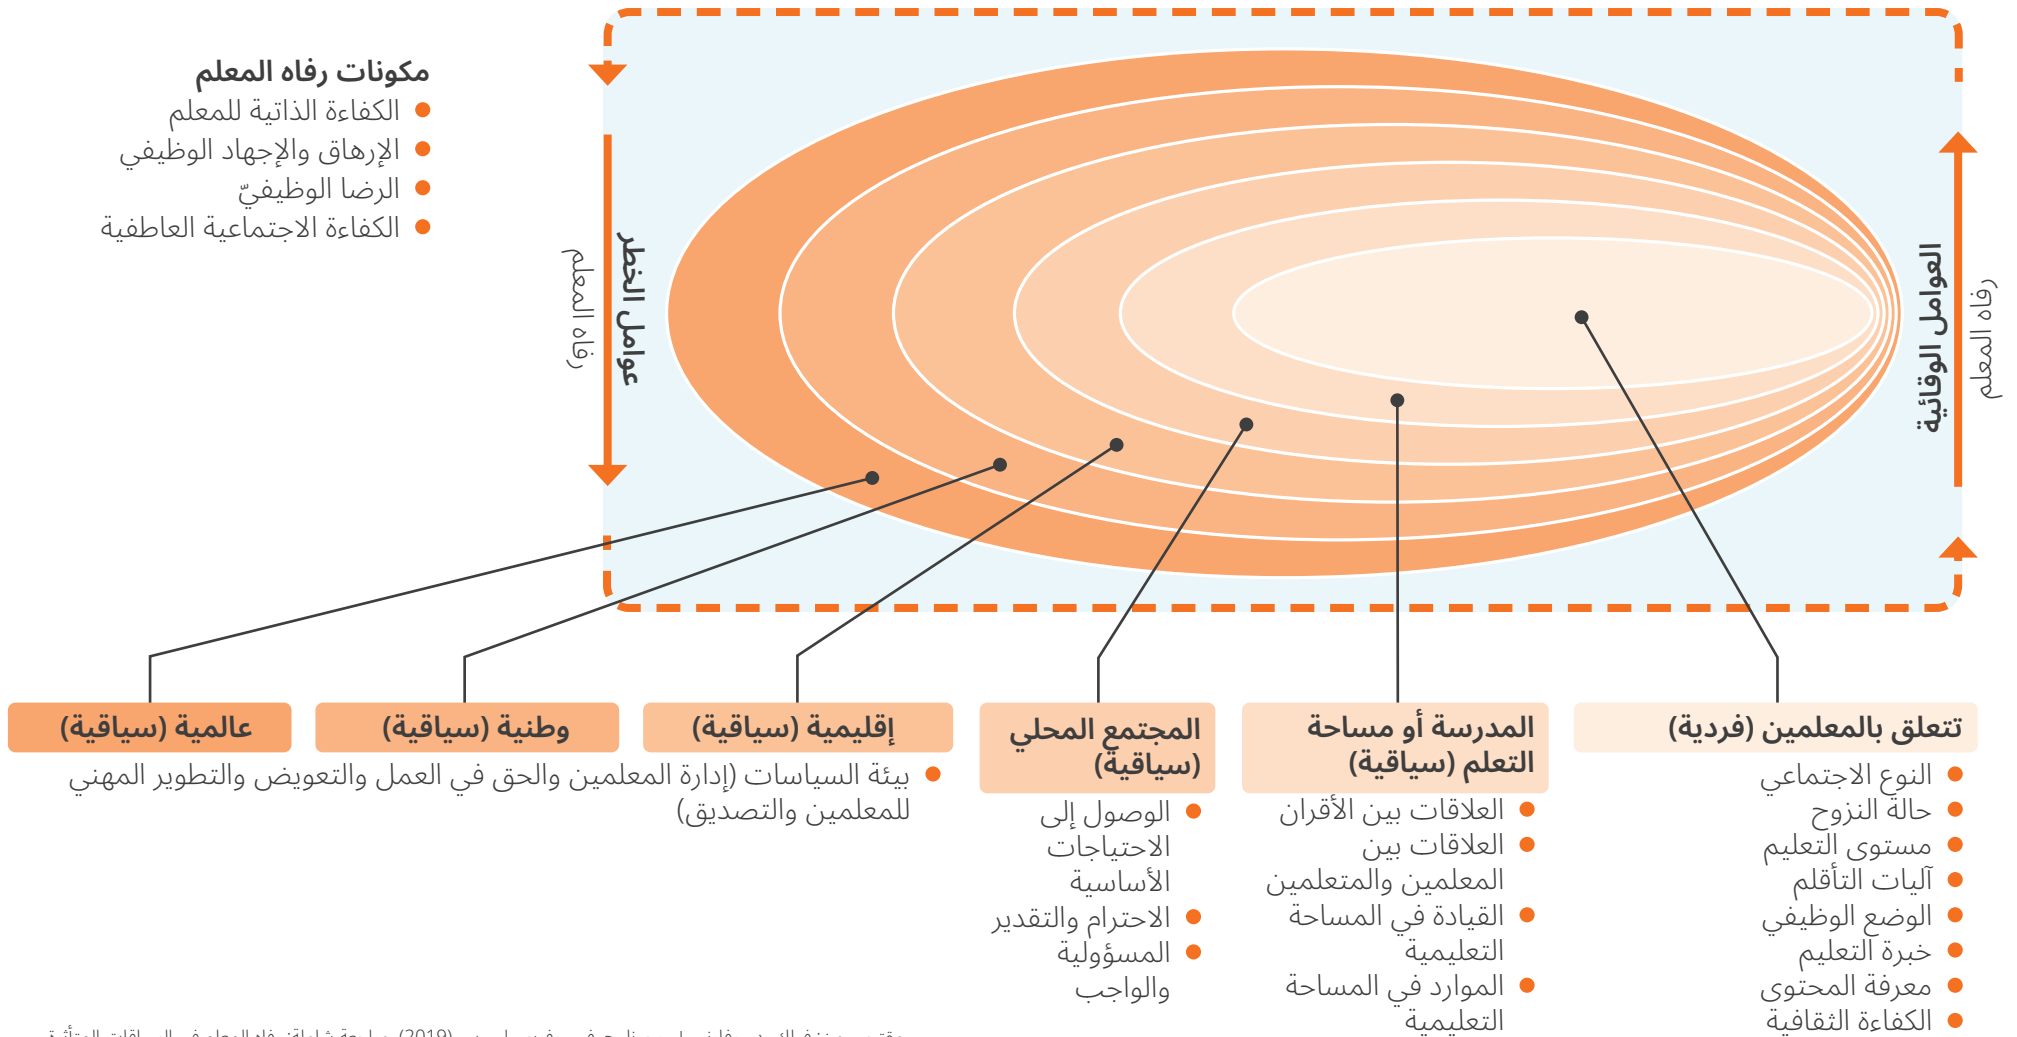 مكونات رفاه المعلم
الكفاءة الذاتية للمعلم
الإرهاق والإجهاد الوظيفي
الرضا الوظيفيّ
الكفاءة الاجتماعية العاطفية
العوامل الوقائية
رفاه المعلم
عوامل الخطر
رفاه المعلم
تتعلق بالمعلمين (فردية)
النوع الاجتماعي
حالة النزوح
مستوى التعليم
آليات التأقلم
الوضع الوظيفي
خبرة التعليم
معرفة المحتوى
الكفاءة الثقافية
المدرسة أو مساحة
التعلم (سياقية)
العلاقات بين الأقران
العلاقات بين
المعلمين والمتعلمين
القيادة في المساحة
التعليمية
الموارد في المساحة
التعليمية
المجتمع المحلي
(سياقية)
الوصول إلى
الاحتياجات
الأساسية
الاحترام والتقدير
المسؤولية
والواجب
إقليمية (سياقية)
وطنية (سياقية)
عالمية (سياقية)
بيئة السياسات (إدارة المعلمين والحق في العمل والتعويض والتطوير المهني
للمعلمين والتصديق)
(2019)